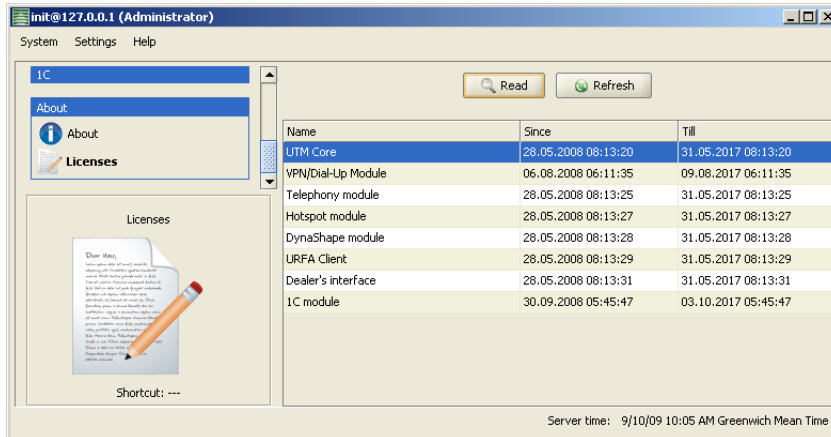 init@127.0.0.1 (Administrator)
System Settings Help
1C
About
About
Licenses
Licenses
Dear Mary,
Shortcut: ---
Read Refresh
Name Since Till
UTM Core 28.05.2008 08:13:20 31.05.2017 08:13:20
VPN/Dial-Up Module 06.08.2008 06:11:35 09.08.2017 06:11:35
Telephony module 28.05.2008 08:13:25 31.05.2017 08:13:25
Hotspot module 28.05.2008 08:13:27 31.05.2017 08:13:27
DynaShape module 28.05.2008 08:13:28 31.05.2017 08:13:28
URFA Client 28.05.2008 08:13:29 31.05.2017 08:13:29
Dealer's interface 28.05.2008 08:13:31 31.05.2017 08:13:31
1C module 30.09.2008 05:45:47 03.10.2017 05:45:47
Server time: 9/10/09 10:05 AM Greenwich Mean Time